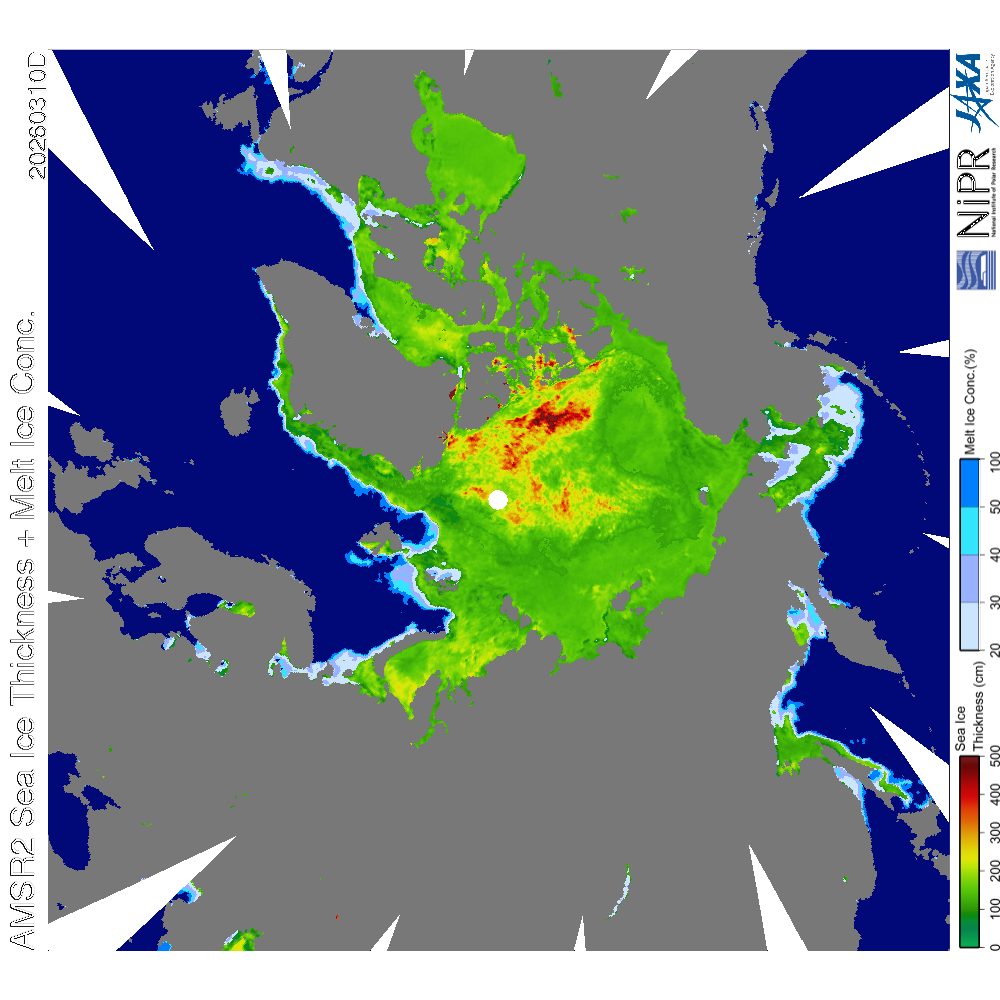 AMSR2 Sea Ice Thickness + Melt Ice Conc.
20260310D
Sea Ice
Thickness (cm)
0 100 200 300 400 500
Melt Ice Conc.(%)
20 30 40 50 100
NiPR
National Institute of Polar Research
JAXA